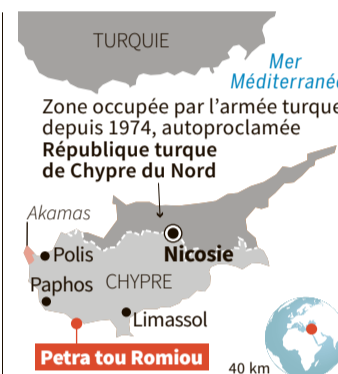 TURQUIE
Mer
Méditerranée
Zone occupée par l'armée turque
depuis 1974, autoproclamée
République turque
de Chypre du Nord
Akamas
Polis
Nicosie
Paphos
CHYPRE
Limassol
Petra tou Romiou
40 km